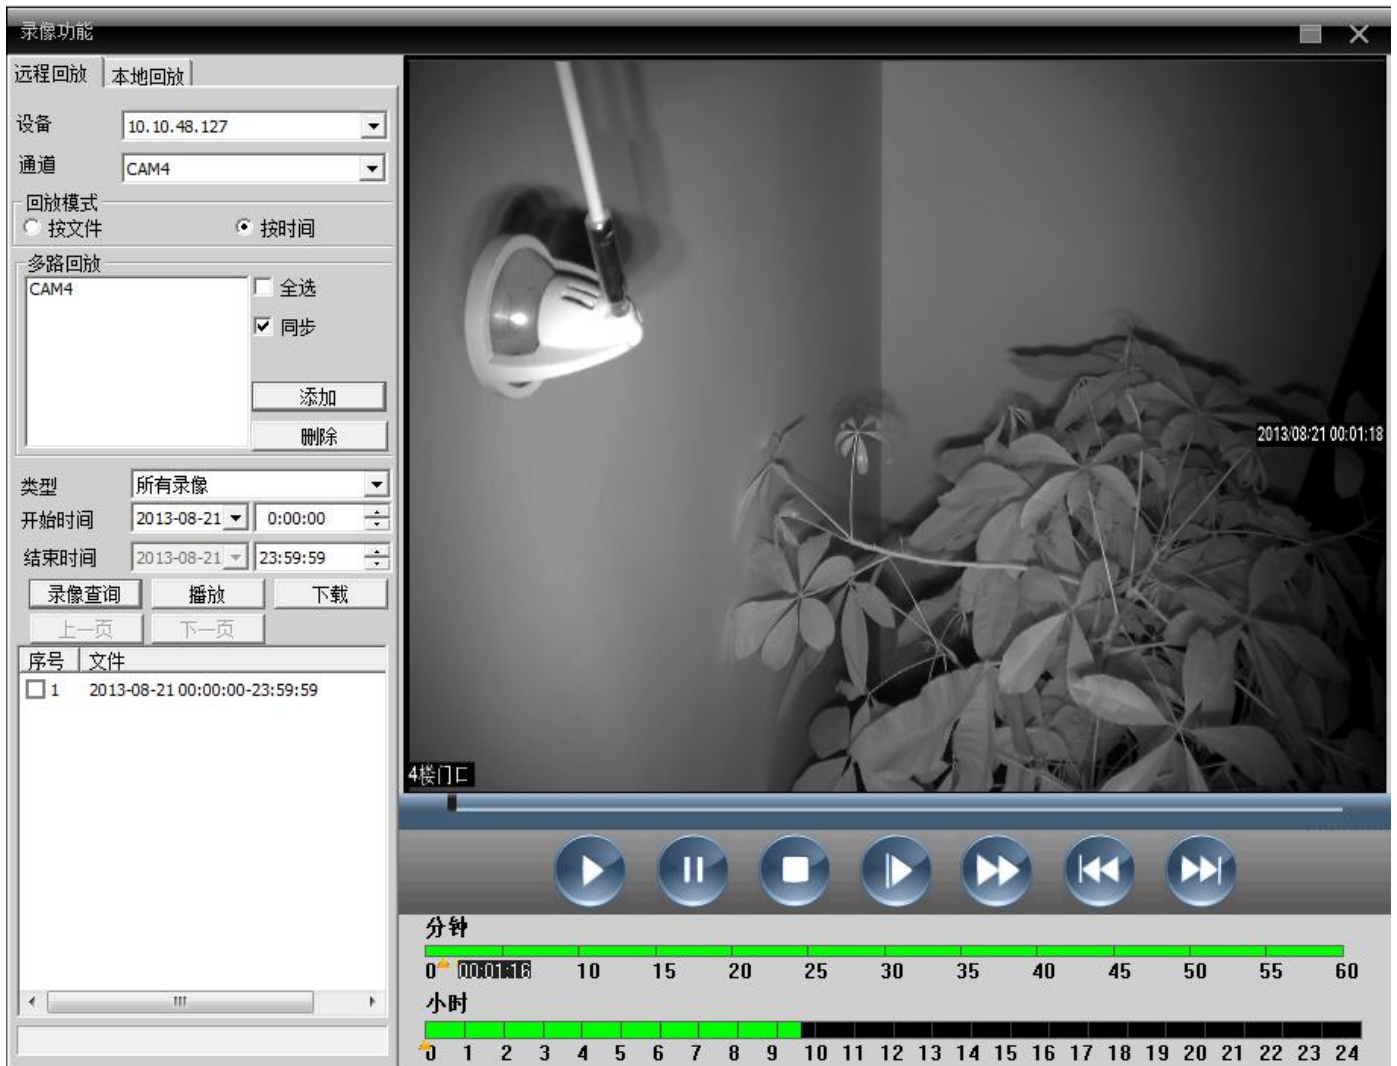 录像功能
远程回放 本地回放
设备 10.10.48.127
通道 CAM4
回放模式
按文件 按时间
多路回放
CAM4
全选
同步
添加
删除
类型 所有录像
开始时间 2013-08-21 0:00:00
结束时间 2013-08-21 23:59:59
录像查询 播放 下载
上一页 下一页
序号 文件
1 2013-08-21 00:00:00-23:59:59
2013/08/21 00:01:18
4楼门口
分钟
0 00:01:16 10 15 20 25 30 35 40 45 50 55 60
小时
0 1 2 3 4 5 6 7 8 9 10 11 12 13 14 15 16 17 18 19 20 21 22 23 24